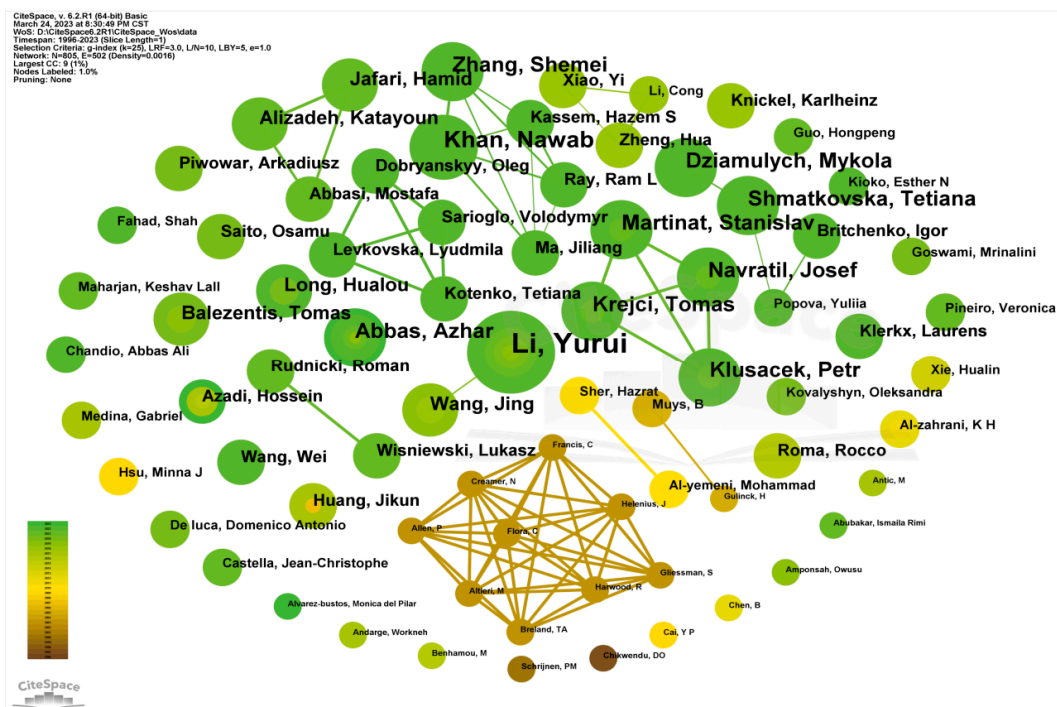 CiteSpace, v. 6.2.R1 (64-bit) Basic
March 24, 2023 at 8:30:49 PM CST
WoS: D:\CiteSpace6.2R1\CiteSpace_Wos\data
Timespan: 1996-2023 (Slice Length=1)
Selection Criteria: g-index (k=25), LRF=3.0, L/N=10, LBY=5, e=1.0
Network: N=805, E=502 (Density=0.0016)
Largest CC: 9 (1%)
Nodes Labeled: 1.0%
Pruning: None
Zhang, Shemei
Jafari, Hamid
Xiao, Yi
Li, Cong
Knickel, Karlheinz
Alizadeh, Katayoun
Kassem, Hazem S
Khan, Nawab
Zheng, Hua
Guo, Hongpeng
Piwowar, Arkadiusz
Dobryanskyy, Oleg
Dziamulych, Mykola
Abbasi, Mostafa
Ray, Ram L
Kioko, Esther N
Shmatkovska, Tetiana
Fahad, Shah
Saito, Osamu
Sarioglo, Volodymyr
Martinat, Stanislav
Britchenko, Igor
Levkovska, Lyudmila
Ma, Jiliang
Goswami, Mrinalini
Maharjan, Keshav Lall
Long, Hualou
Kotenko, Tetiana
Navratil, Josef
Balezentis, Tomas
Krejci, Tomas
Popova, Yuliia
Pineiro, Veronica
CiteSpace
Abbas, Azhar
Li, Yurui
Klerkx, Laurens
Chandio, Abbas Ali
Rudnicki, Roman
Klusacek, Petr
Xie, Hualin
Azadi, Hossein
Wang, Jing
Sher, Hazrat
Muys, B
Kovalyshyn, Oleksandra
Medina, Gabriel
Al-zahrani, K H
Wang, Wei
Wisniewski, Lukasz
Francis, C
Roma, Rocco
Hsu, Minna J
Creamer, N
Al-yemeni, Mohammad
Antic, M
Huang, Jikun
Helenius, J
Gulinck, H
De luca, Domenico Antonio
Allen, P
Flora, C
Abubakar, Ismaila Rimi
Castella, Jean-Christophe
Gliessman, S
Amponsah, Owusu
Altieri, M
Harwood, R
Alvarez-bustos, Monica del Pilar
Chen, B
Andarge, Workneh
Breland, TA
Cai, Y P
Benhamou, M
Schrijnen, PM
Chikwendu, DO
CiteSpace